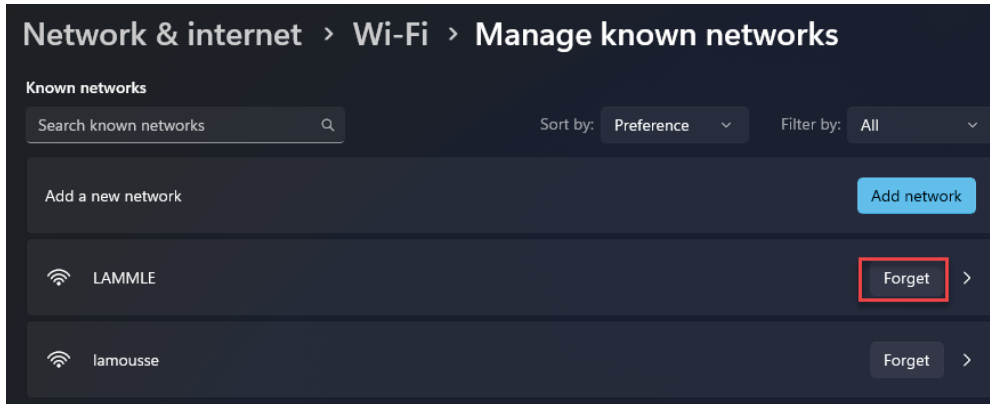 Network & internet > Wi-Fi > Manage known networks
Known networks
Search known networks
Sort by: Preference
Filter by: All
Add a new network
Add network
LAMMLE
Forget
lamousse
Forget